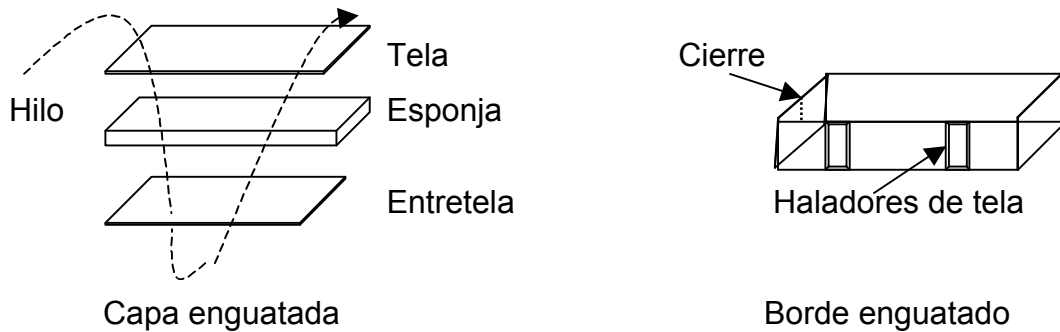 Hilo
Tela
Esponja
Entretela
Capa enguatada
Cierre
Haladores de tela
Borde enguatado